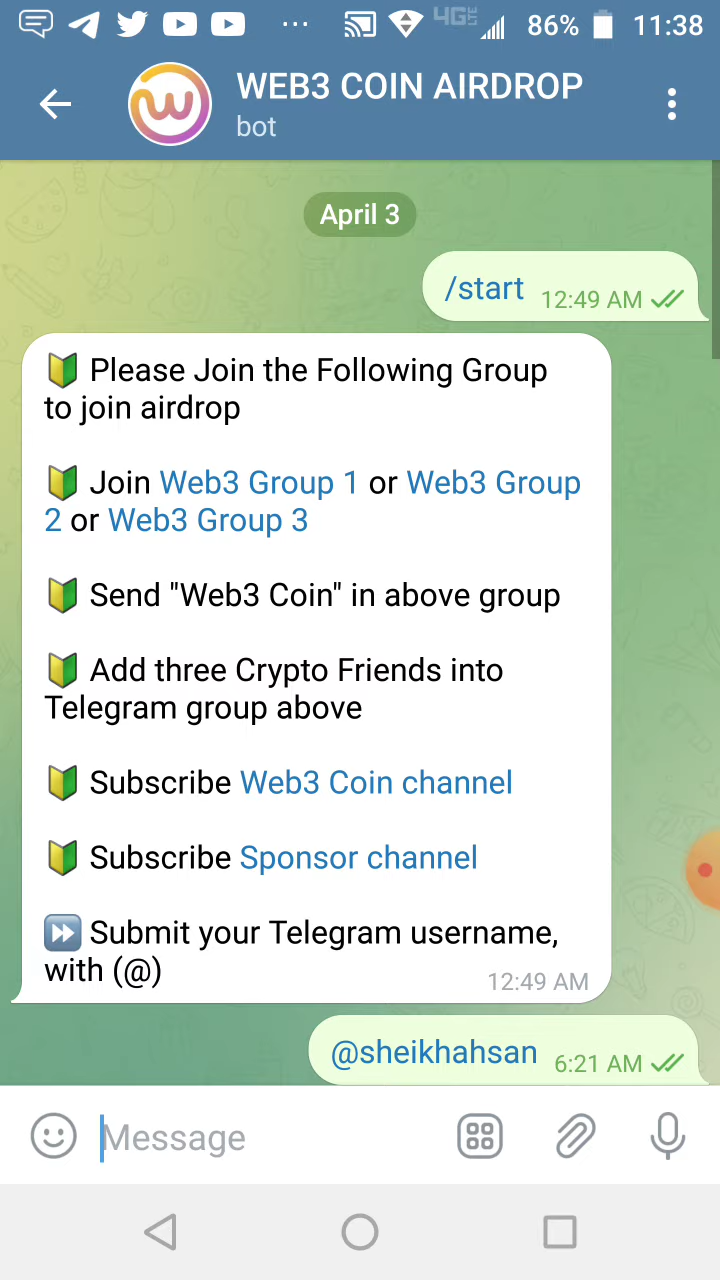 4G LTE 86% 11:38
WEB3 COIN AIRDROP
bot
April 3
/start 12:49 AM
Please Join the Following Group
to join airdrop
Join Web3 Group 1 or Web3 Group
2 or Web3 Group 3
Send "Web3 Coin" in above group
Add three Crypto Friends into
Telegram group above
Subscribe Web3 Coin channel
Subscribe Sponsor channel
Submit your Telegram username,
with (@)
12:49 AM
@sheikhahsan 6:21 AM
Message